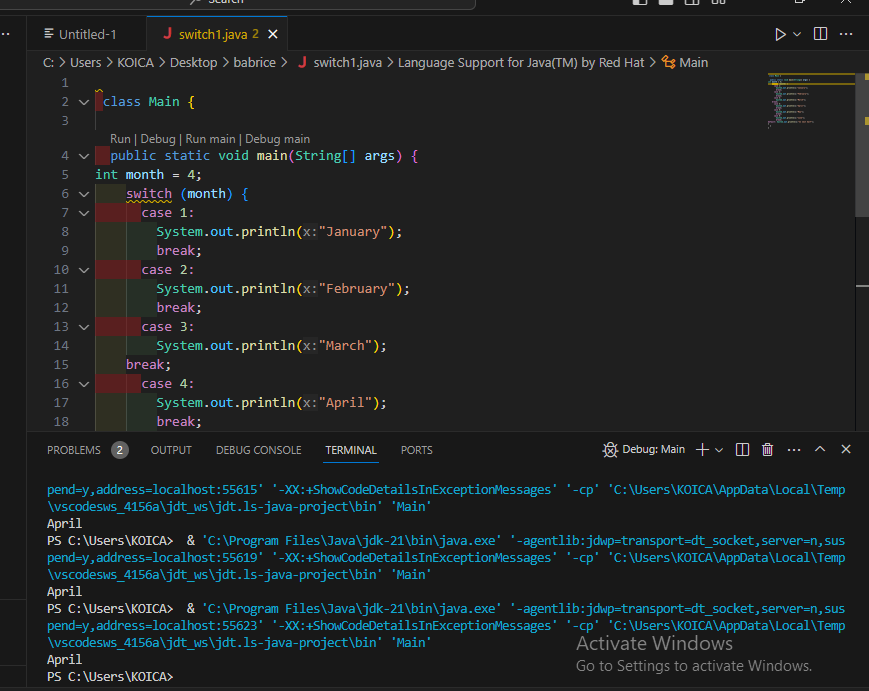 Search
Untitled-1
J switch1.java 2
C: > Users > KOICA > Desktop > babrice > J switch1.java > Language Support for Java(TM) by Red Hat > Main
1
2 class Main {
3
Run | Debug | Run main | Debug main
4 public static void main(String[] args) {
5 int month = 4;
6 switch (month) {
7 case 1:
8 System.out.println(x:"January");
9 break;
10 case 2:
11 System.out.println(x:"February");
12 break;
13 case 3:
14 System.out.println(x:"March");
15 break;
16 case 4:
17 System.out.println(x:"April");
18 break;
PROBLEMS 2 OUTPUT DEBUG CONSOLE TERMINAL PORTS Debug: Main
pend=y,address=localhost:55615' '-XX:+ShowCodeDetailsInExceptionMessages' '-cp' 'C:\Users\KOICA\AppData\Local\Temp
\vscodesws_4156a\jdt_ws\jdt.ls-java-project\bin' 'Main'
April
PS C:\Users\KOICA>  & 'C:\Program Files\Java\jdk-21\bin\java.exe' '-agentlib:jdwp=transport=dt_socket,server=n,sus
pend=y,address=localhost:55619' '-XX:+ShowCodeDetailsInExceptionMessages' '-cp' 'C:\Users\KOICA\AppData\Local\Temp
\vscodesws_4156a\jdt_ws\jdt.ls-java-project\bin' 'Main'
April
PS C:\Users\KOICA>  & 'C:\Program Files\Java\jdk-21\bin\java.exe' '-agentlib:jdwp=transport=dt_socket,server=n,sus
pend=y,address=localhost:55623' '-XX:+ShowCodeDetailsInExceptionMessages' '-cp' 'C:\Users\KOICA\AppData\Local\Temp
\vscodesws_4156a\jdt_ws\jdt.ls-java-project\bin' 'Main'
Activate Windows
April
Go to Settings to activate Windows.
PS C:\Users\KOICA>